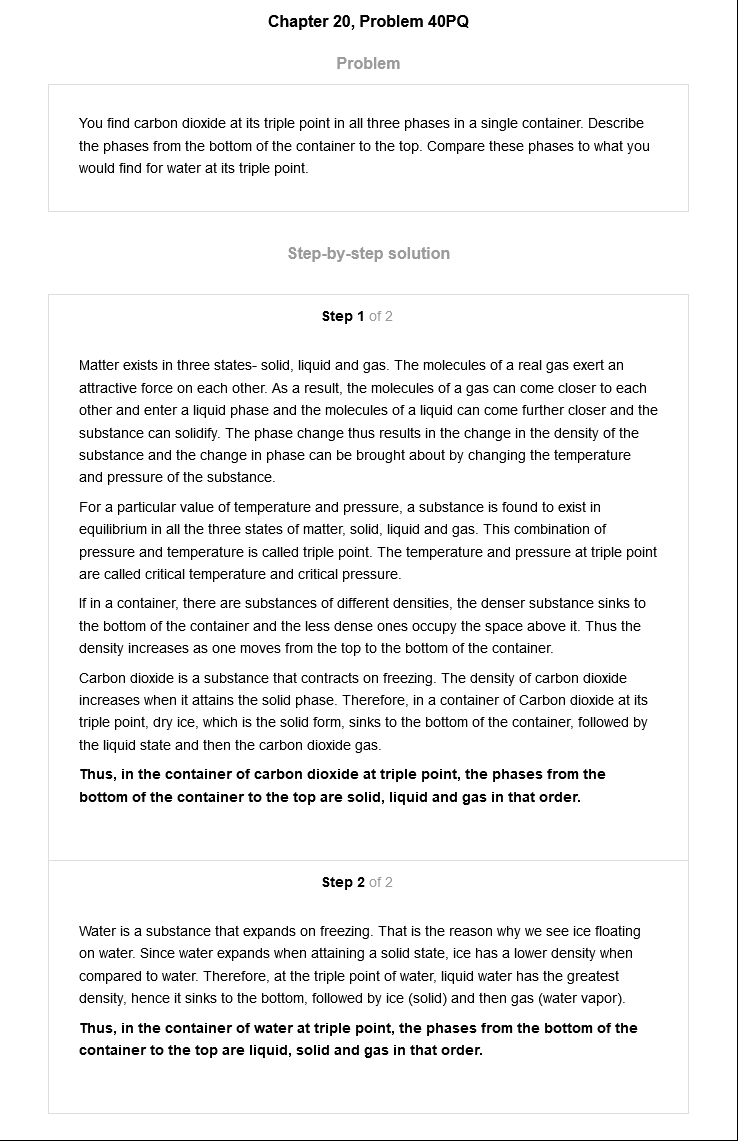 Chapter 20, Problem 40PQ
Problem
You find carbon dioxide at its triple point in all three phases in a single container. Describe
the phases from the bottom of the container to the top. Compare these phases to what you
would find for water at its triple point.
Step-by-step solution
Step 1 of 2
Matter exists in three states- solid, liquid and gas. The molecules of a real gas exert an
attractive force on each other. As a result, the molecules of a gas can come closer to each
other and enter a liquid phase and the molecules of a liquid can come further closer and the
substance can solidify. The phase change thus results in the change in the density of the
substance and the change in phase can be brought about by changing the temperature
and pressure of the substance.
For a particular value of temperature and pressure, a substance is found to exist in
equilibrium in all the three states of matter, solid, liquid and gas. This combination of
pressure and temperature is called triple point. The temperature and pressure at triple point
are called critical temperature and critical pressure.
If in a container, there are substances of different densities, the denser substance sinks to
the bottom of the container and the less dense ones occupy the space above it. Thus the
density increases as one moves from the top to the bottom of the container.
Carbon dioxide is a substance that contracts on freezing. The density of carbon dioxide
increases when it attains the solid phase. Therefore, in a container of Carbon dioxide at its
triple point, dry ice, which is the solid form, sinks to the bottom of the container, followed by
the liquid state and then the carbon dioxide gas.
Thus, in the container of carbon dioxide at triple point, the phases from the
bottom of the container to the top are solid, liquid and gas in that order.
Step 2 of 2
Water is a substance that expands on freezing. That is the reason why we see ice floating
on water. Since water expands when attaining a solid state, ice has a lower density when
compared to water. Therefore, at the triple point of water, liquid water has the greatest
density, hence it sinks to the bottom, followed by ice (solid) and then gas (water vapor).
Thus, in the container of water at triple point, the phases from the bottom of the
container to the top are liquid, solid and gas in that order.